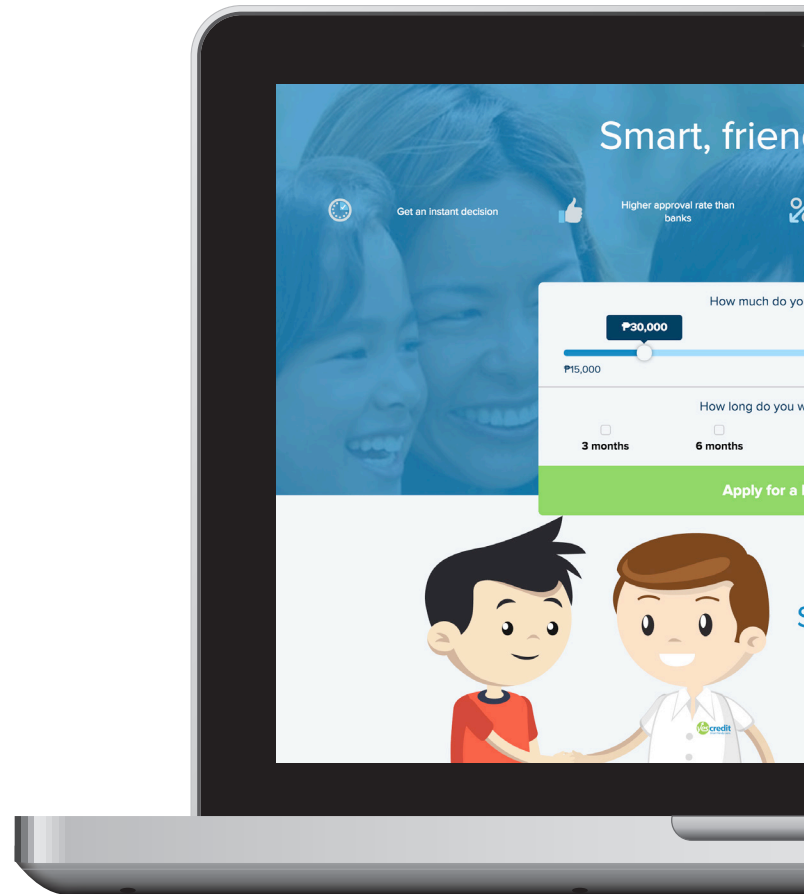 Smart, frien
Get an instant decision
Higher approval rate than
banks
How much do yo
₱30,000
₱15,000
How long do you w
3 months
6 months
Apply for a
S
yes credit